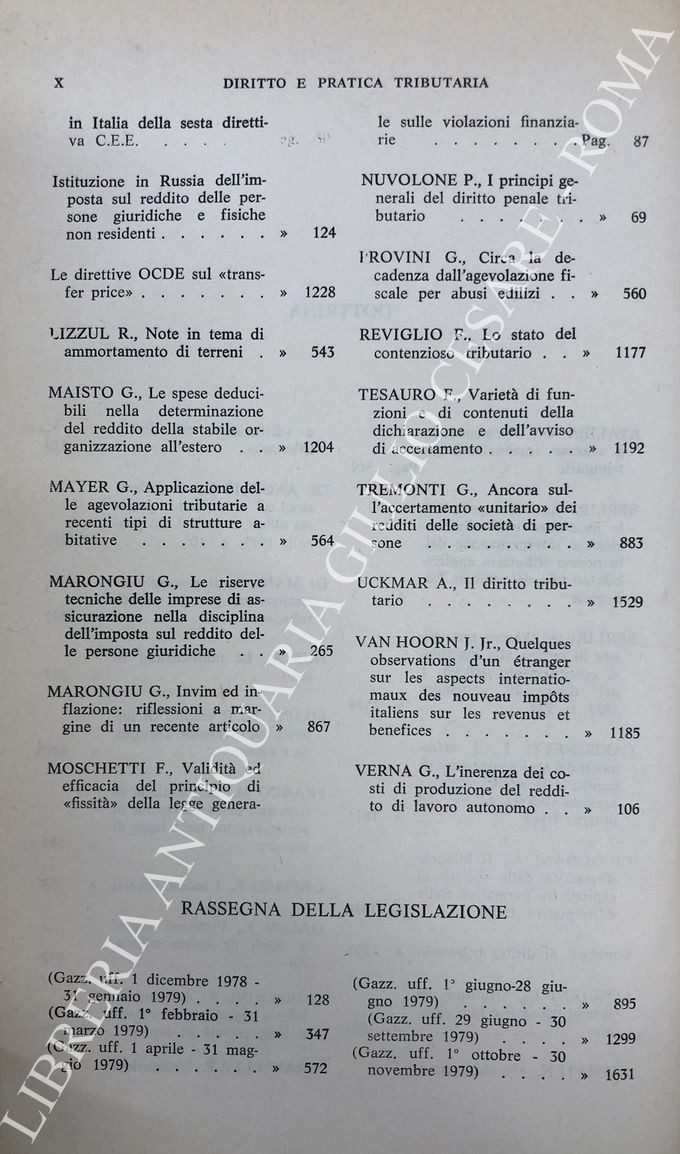 X DIRITTO E PRATICA TRIBUTARIA
in Italia della sesta diretti-
va C.E.E. . . . .
Istituzione in Russia dell'im-
posta sul reddito delle per-
sone giuridiche e fisiche
non residenti . . . . . . » 124
Le direttive OCDE sul «trans-
fer price» . . . . . . . » 1228
LIZZUL R., Note in tema di
ammortamento di terreni . » 543
MAISTO G., Le spese deduci-
bili nella determinazione
del reddito della stabile or-
ganizzazione all'estero . . » 1204
MAYER G., Applicazione del-
le agevolazioni tributarie a
recenti tipi di strutture a-
bitative . . . . . . . » 564
MARONGIU G., Le riserve
tecniche delle imprese di as-
sicurazione nella disciplina
dell'imposta sul reddito del-
le persone giuridiche . . » 265
MARONGIU G., Invim ed in-
flazione: riflessioni a mar-
gine di un recente articolo » 867
MOSCHETTI F., Validità ed
efficacia del principio di
«fissità» della legge genera-
le sulle violazioni finanzia-
rie . . . . . . . . Pag. 87
NUVOLONE P., I principi ge-
nerali del diritto penale tri-
butario . . . . . . . » 69
PROVINI G., Circa la de-
cadenza dall'agevolazione fi-
scale per abusi edilizi . . » 560
REVIGLIO F., Lo stato del
contenzioso tributario . . » 1177
TESAURO F., Varietà di fun-
zioni e di contenuti della
dichiarazione e dell'avviso
di accertamento . . . . . » 1192
TREMONTI G., Ancora sul-
l'accertamento «unitario» dei
redditi delle società di per-
sone . . . . . . . . » 883
UCKMAR A., Il diritto tribu-
tario . . . . . . . . » 1529
VAN HOORN J. Jr., Quelques
observations d'un étranger
sur les aspects internatio-
maux des nouveau impôts
italiens sur les revenus et
benefices . . . . . . . » 1185
VERNA G., L'inerenza dei co-
sti di produzione del reddi-
to di lavoro autonomo . . » 106
RASSEGNA DELLA LEGISLAZIONE
(Gazz. uff. 1 dicembre 1978 -
31 gennaio 1979) . . . . » 128
(Gazz. uff. 1° febbraio - 31
marzo 1979) . . . . . » 347
(Gazz. uff. 1 aprile - 31 mag-
gio 1979) . . . . . . » 572
(Gazz. uff. 1° giugno-28 giu-
gno 1979) . . . . . . » 895
(Gazz. uff. 29 giugno - 30
settembre 1979) . . . . » 1299
(Gazz. uff. 1° ottobre - 30
novembre 1979) . . . . » 1631
LIBRERIA ANTIQUARIA GIULIO CESARE - ROMA